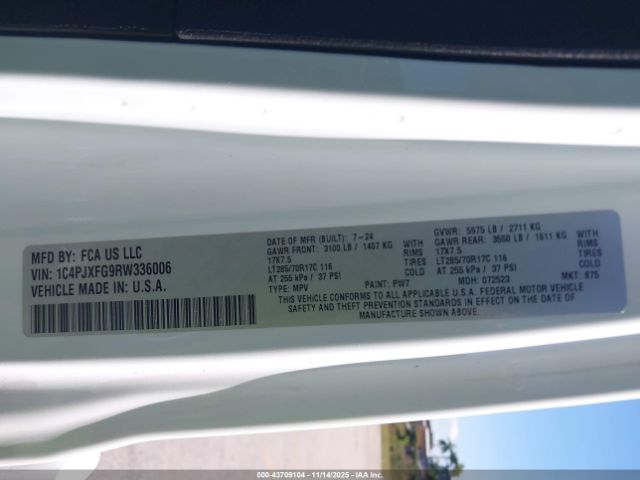 MFD BY: FCA US LLC
VIN: 1C4PJXFG9RW336006
VEHICLE MADE IN: U.S.A.
DATE OF MFR (BUILT): 7-24
GAWR FRONT: 3100 LB / 1407 KG
17X7.5 RIMS
LT285/70R17C 116 TIRES
AT 255 kPa / 37 PSI COLD
TYPE: MPV
PAINT: PW7
GVWR: 5975 LB / 2711 KG
GAWR REAR: 3550 LB / 1611 KG
17X7.5 RIMS
LT285/70R17C 116 TIRES
AT 255 kPa / 37 PSI COLD
MDH: 072523
MKT: 875
THIS VEHICLE CONFORMS TO ALL APPLICABLE U.S.A. FEDERAL MOTOR VEHICLE
SAFETY AND THEFT PREVENTION STANDARDS IN EFFECT ON THE DATE OF
MANUFACTURE SHOWN ABOVE.
000-43709104 | 11/14/2025 | IAA Inc.